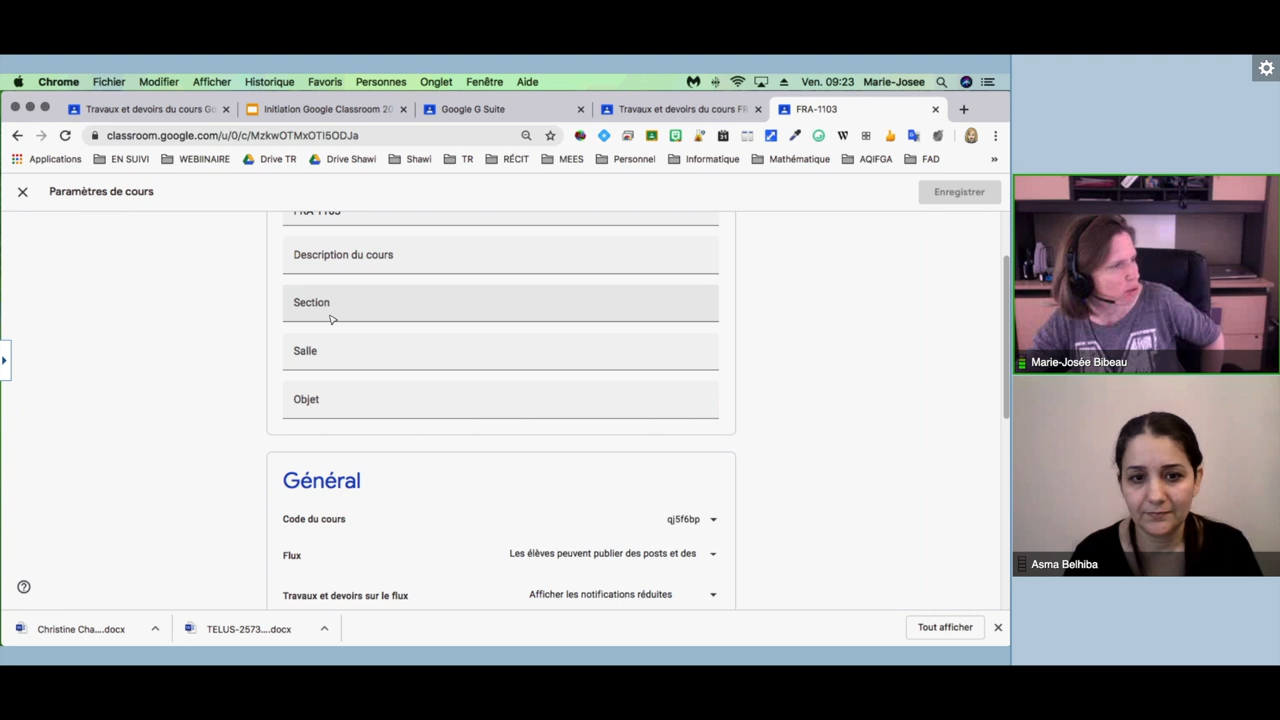 Chrome Fichier Modifier Afficher Historique Favoris Personnes Onglet Fenêtre Aide Ven. 09:23 Marie-Josee
Travaux et devoirs du cours Go Initiation Google Classroom 20 Google G Suite Travaux et devoirs du cours FR FRA-1103
classroom.google.com/u/0/c/MzkwOTMxOTI5ODJa
Applications EN SUIVI WEBIINAIRE Drive TR Drive Shawi Shawi TR RÉCIT MEES Personnel Informatique Mathématique AQIFGA FAD »
Paramètres de cours Enregistrer
FRA-1103
Description du cours
Section
Salle
Objet
Général
Code du cours qj5f6bp
Flux Les élèves peuvent publier des posts et des
Travaux et devoirs sur le flux Afficher les notifications réduites
Christine Cha....docx TELUS-2573....docx Tout afficher
Marie-Josée Bibeau
Asma Belhiba